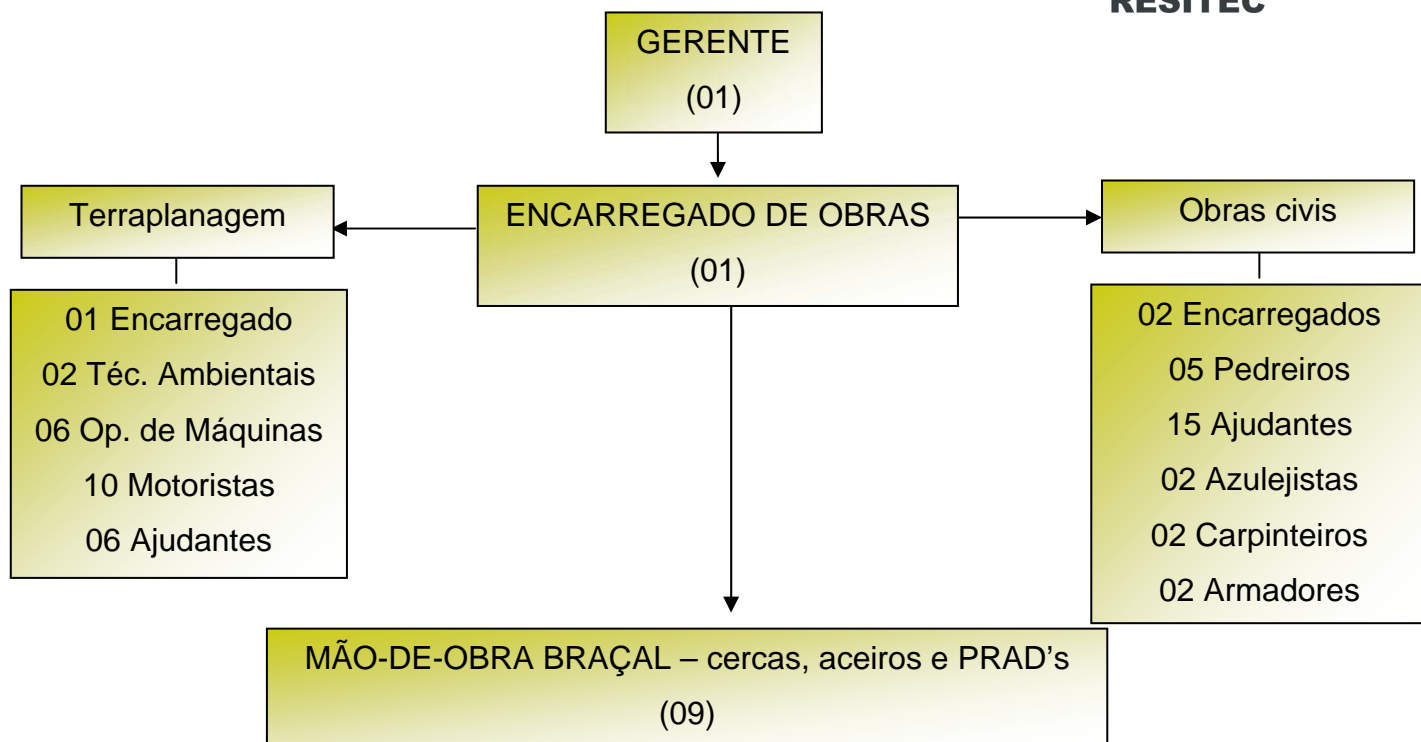 RESITEC
GERENTE
(01)
Terraplanagem
ENCARREGADO DE OBRAS
(01)
Obras civis
01 Encarregado
02 Téc. Ambientais
06 Op. de Máquinas
10 Motoristas
06 Ajudantes
02 Encarregados
05 Pedreiros
15 Ajudantes
02 Azulejistas
02 Carpinteiros
02 Armadores
MÃO-DE-OBRA BRAÇAL – cercas, aceiros e PRAD’s
(09)